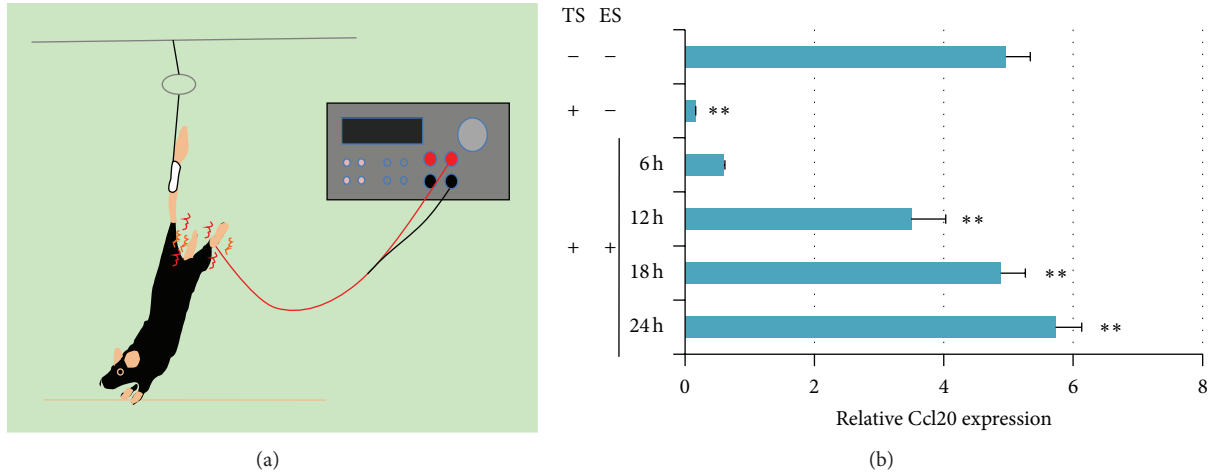 TS ES
− −
+ − **
6 h
12 h **
+ +
18 h **
24 h **
0 2 4 6 8
Relative Ccl20 expression
(a) (b)